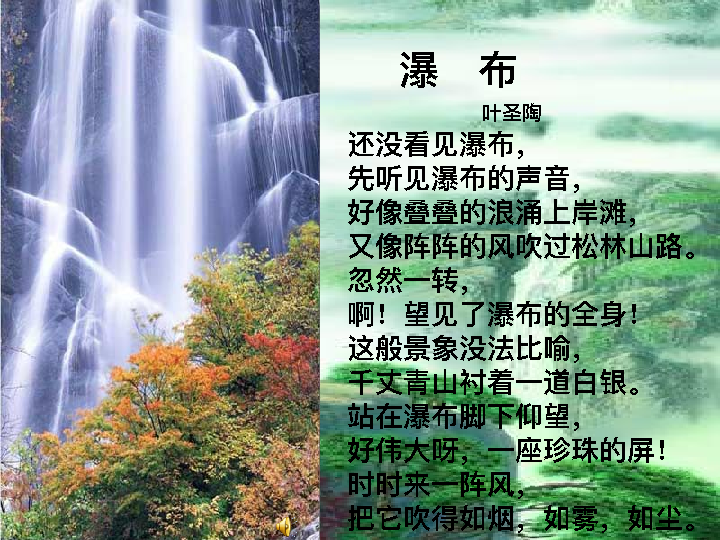 瀑 布
叶圣陶
还没看见瀑布，
先听见瀑布的声音，
好像叠叠的浪涌上岸滩，
又像阵阵的风吹过松林山路。
忽然一转，
啊！望见了瀑布的全身！
这般景象没法比喻，
千丈青山衬着一道白银。
站在瀑布脚下仰望，
好伟大呀，一座珍珠的屏！
时时来一阵风，
把它吹得如烟，如雾，如尘。